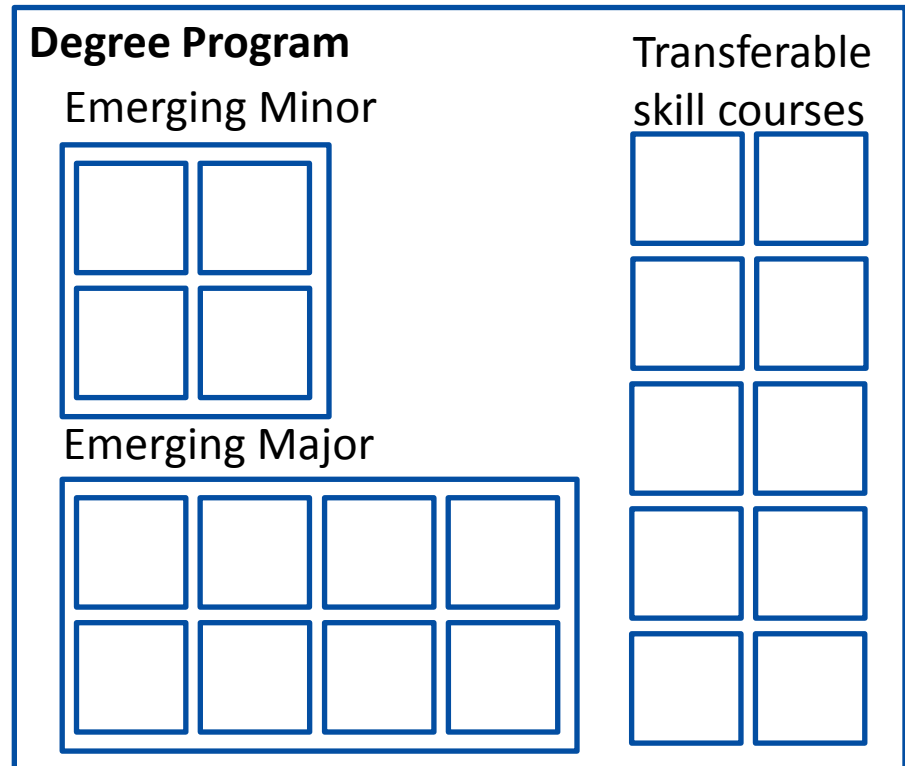 Degree Program
Emerging Minor
Emerging Major
Transferable
skill courses